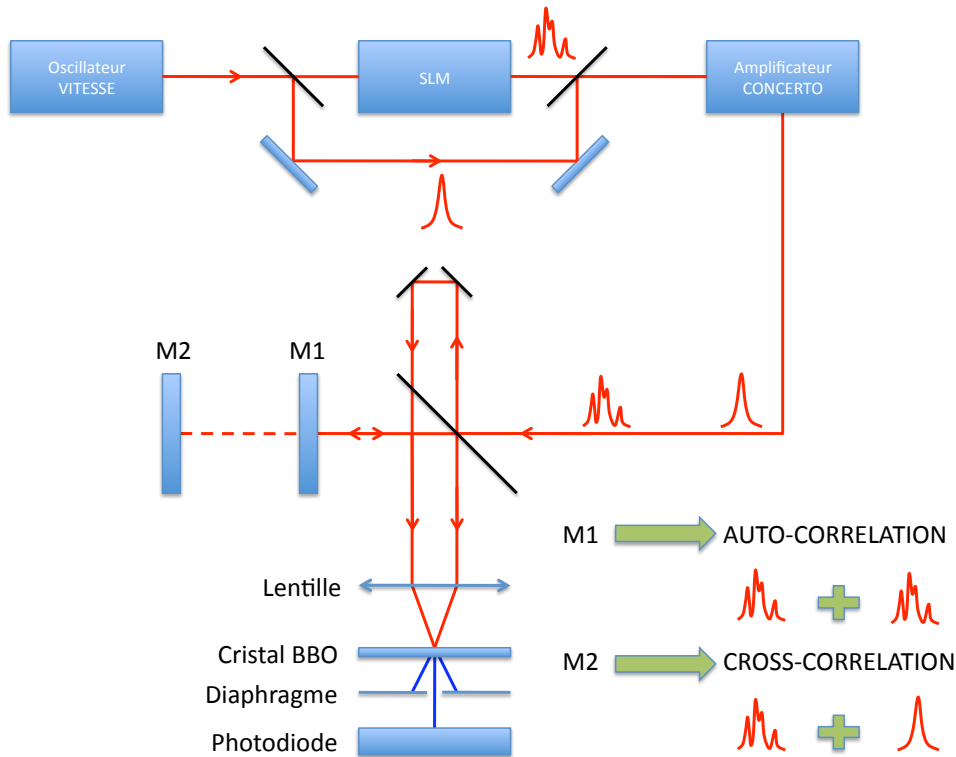 Oscillateur
VITESSE
SLM
Amplificateur
CONCERTO
M2
M1
M1
AUTO-CORRELATION
Lentille
Cristal BBO
M2
CROSS-CORRELATION
Diaphragme
Photodiode